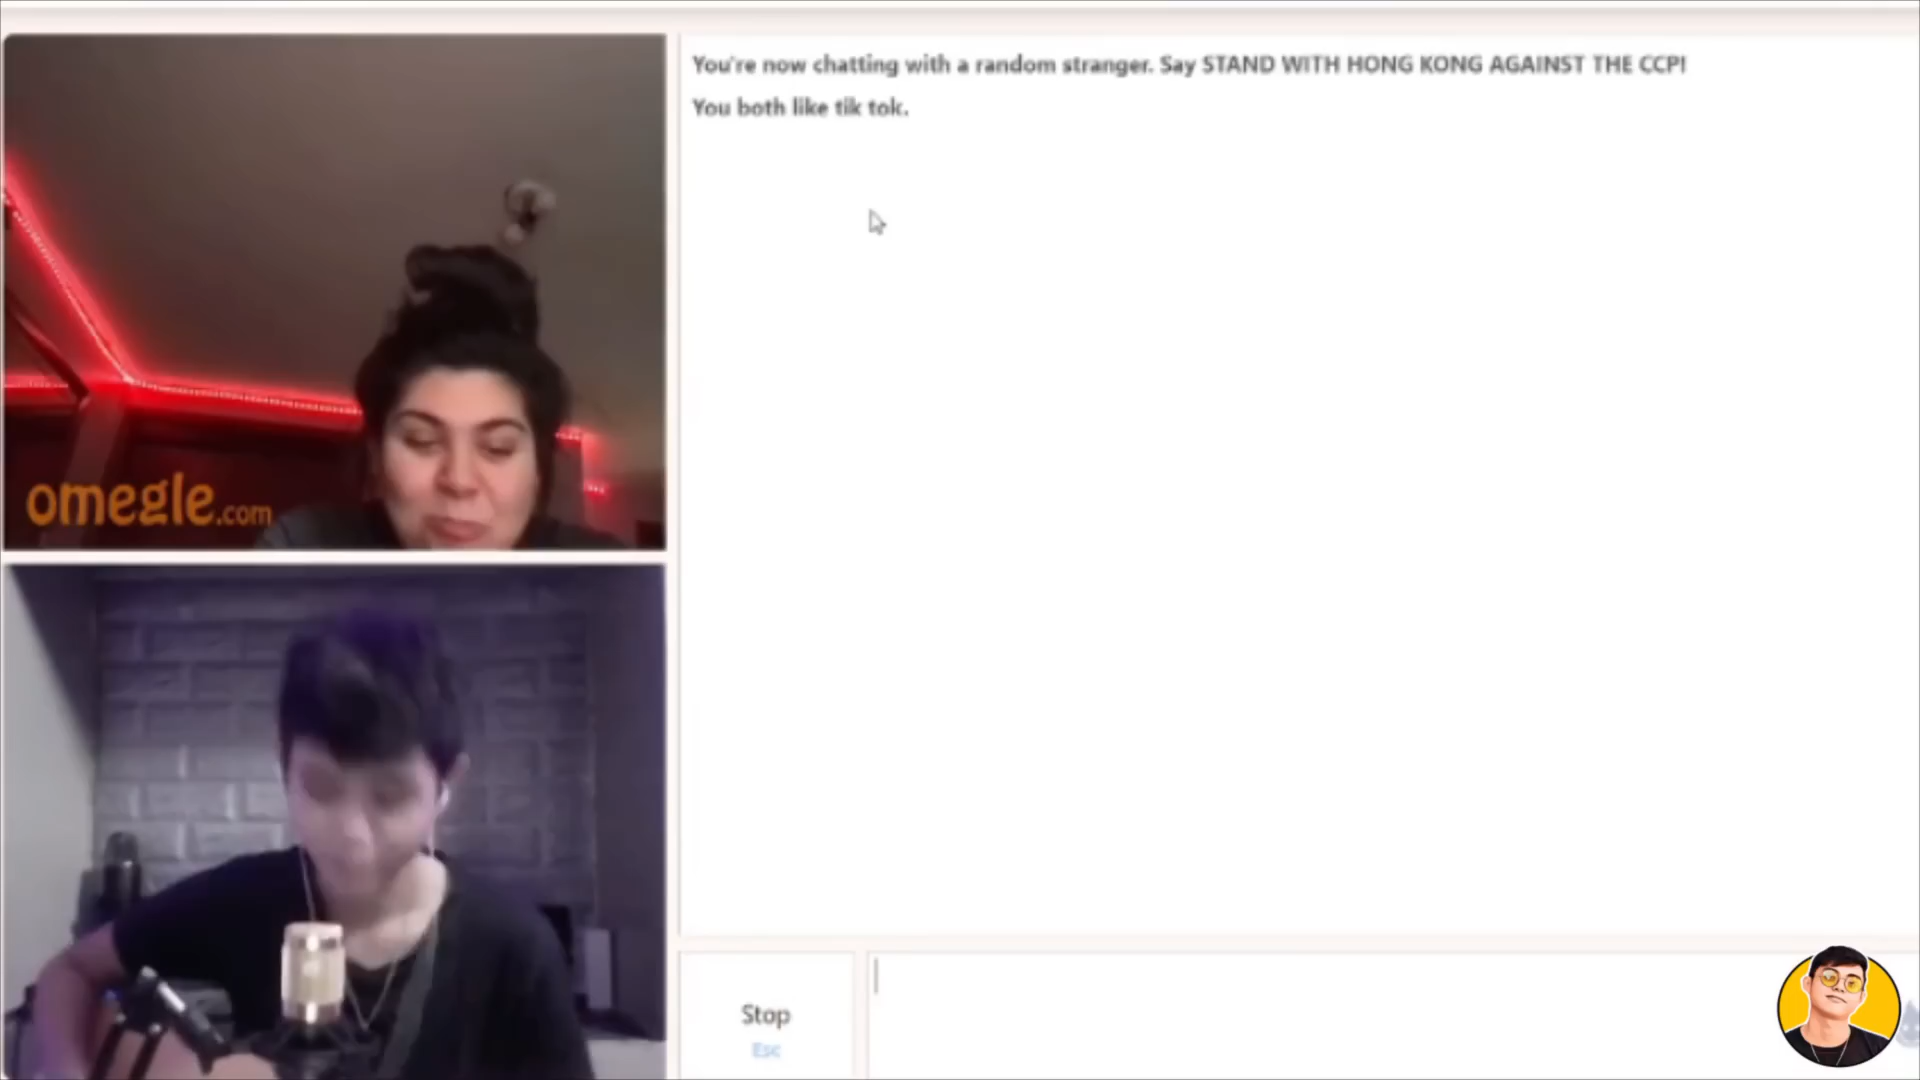 You're now chatting with a random stranger. Say STAND WITH HONG KONG AGAINST THE CCP!
You both like tik tok.
omegle.com
Stop
Esc